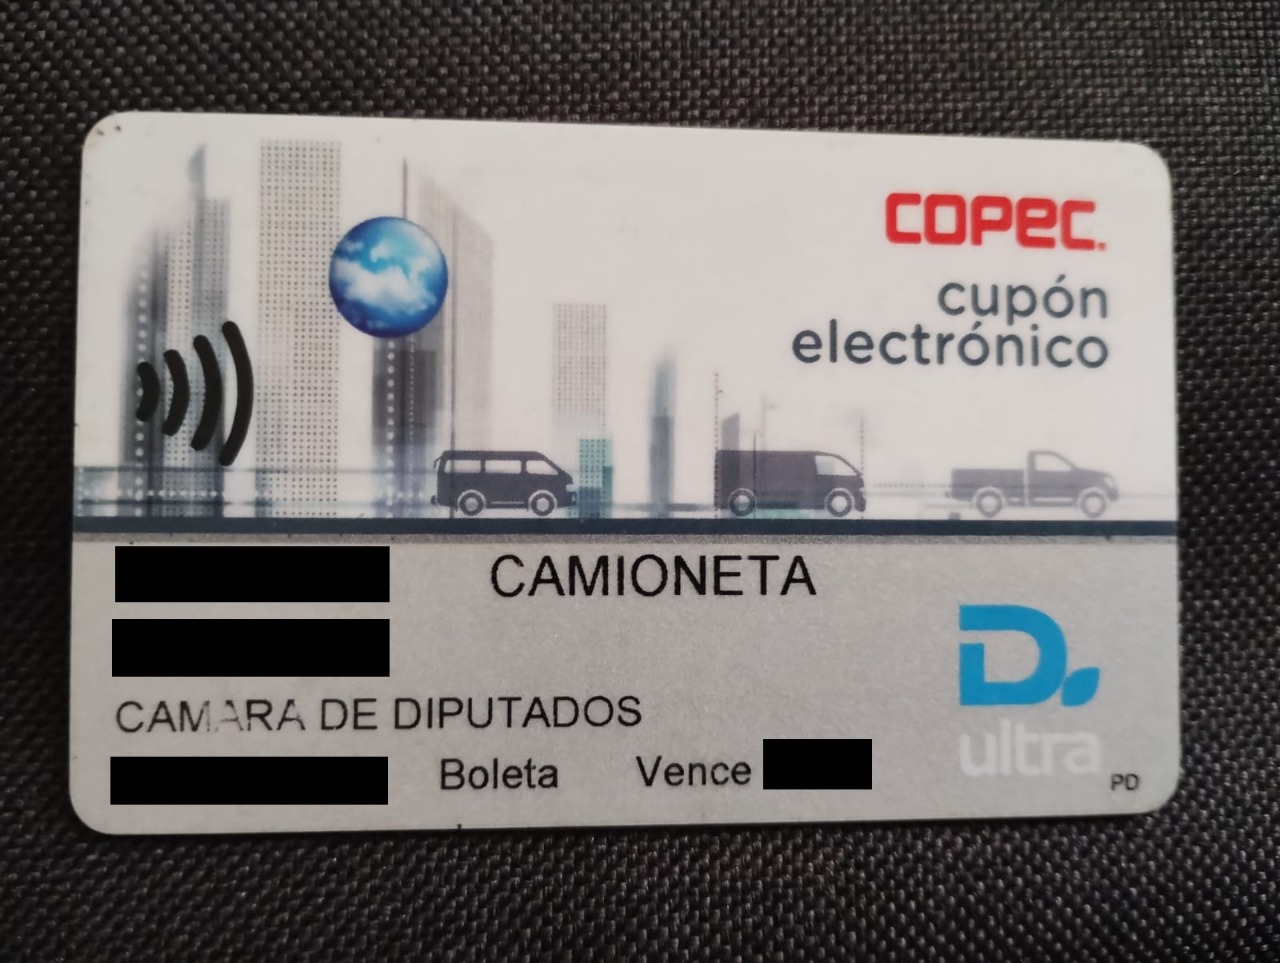 COPEC.
cupón
electrónico
CAMIONETA
CAMARA DE DIPUTADOS
Boleta Vence
D.
ultra
PD